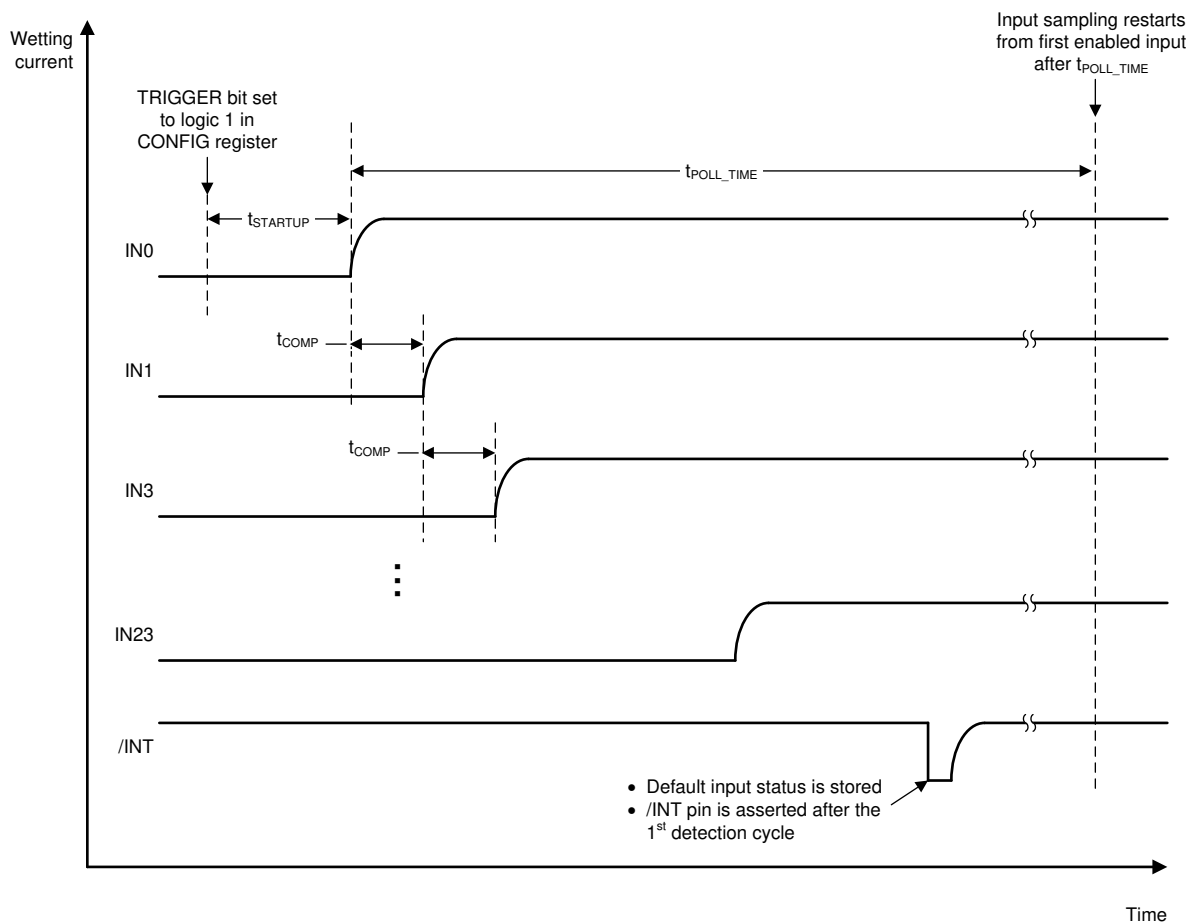 Input sampling restarts
from first enabled input
after tPOLL_TIME
Wetting
current
TRIGGER bit set
to logic 1 in
CONFIG register
tPOLL_TIME
tSTARTUP
IN0
tCOMP
IN1
tCOMP
IN3
IN23
/INT
• Default input status is stored
• /INT pin is asserted after the
1st detection cycle
Time